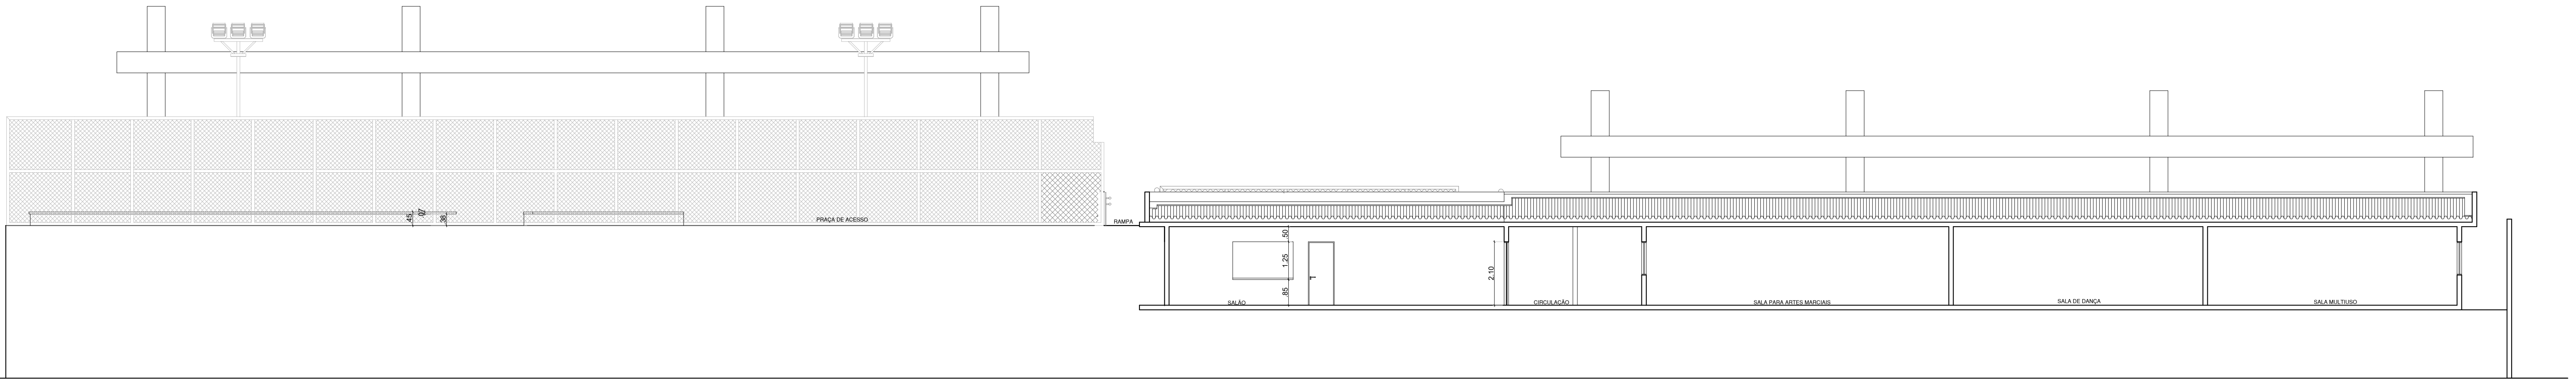 .45
.07
.38
PRAÇA DE ACESSO
RAMPA
.50
1.25
.85
2.10
SALÃO
CIRCULAÇÃO
SALA PARA ARTES MARCIAIS
SALA DE DANÇA
SALA MULTIUSO